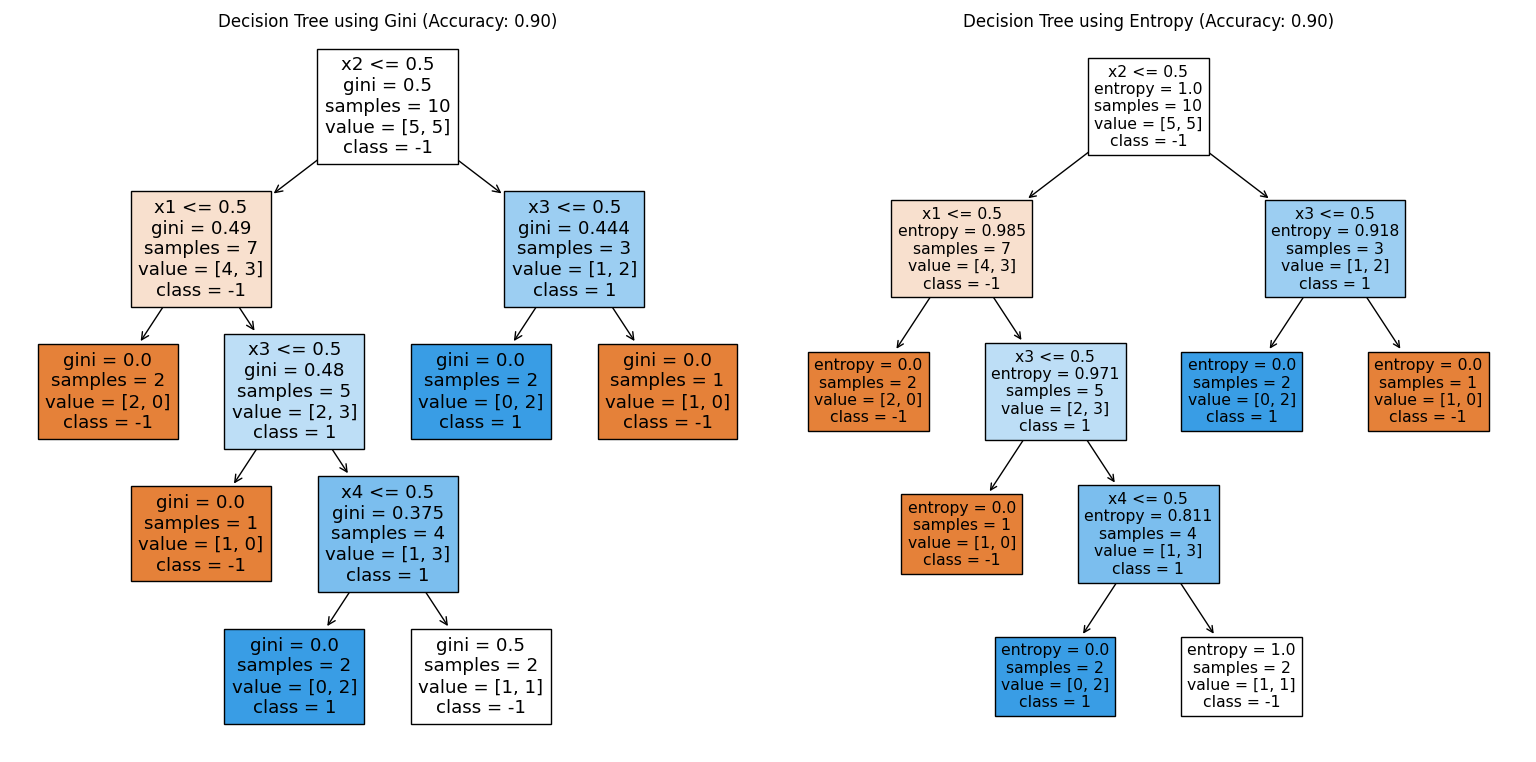 Decision Tree using Gini (Accuracy: 0.90)
x2 <= 0.5
gini = 0.5
samples = 10
value = [5, 5]
class = -1
x1 <= 0.5
gini = 0.49
samples = 7
value = [4, 3]
class = -1
x3 <= 0.5
gini = 0.444
samples = 3
value = [1, 2]
class = 1
gini = 0.0
samples = 2
value = [2, 0]
class = -1
x3 <= 0.5
gini = 0.48
samples = 5
value = [2, 3]
class = 1
gini = 0.0
samples = 2
value = [0, 2]
class = 1
gini = 0.0
samples = 1
value = [1, 0]
class = -1
gini = 0.0
samples = 1
value = [1, 0]
class = -1
x4 <= 0.5
gini = 0.375
samples = 4
value = [1, 3]
class = 1
gini = 0.0
samples = 2
value = [0, 2]
class = 1
gini = 0.5
samples = 2
value = [1, 1]
class = -1
Decision Tree using Entropy (Accuracy: 0.90)
x2 <= 0.5
entropy = 1.0
samples = 10
value = [5, 5]
class = -1
x1 <= 0.5
entropy = 0.985
samples = 7
value = [4, 3]
class = -1
x3 <= 0.5
entropy = 0.918
samples = 3
value = [1, 2]
class = 1
entropy = 0.0
samples = 2
value = [2, 0]
class = -1
x3 <= 0.5
entropy = 0.971
samples = 5
value = [2, 3]
class = 1
entropy = 0.0
samples = 2
value = [0, 2]
class = 1
entropy = 0.0
samples = 1
value = [1, 0]
class = -1
entropy = 0.0
samples = 1
value = [1, 0]
class = -1
x4 <= 0.5
entropy = 0.811
samples = 4
value = [1, 3]
class = 1
entropy = 0.0
samples = 2
value = [0, 2]
class = 1
entropy = 1.0
samples = 2
value = [1, 1]
class = -1